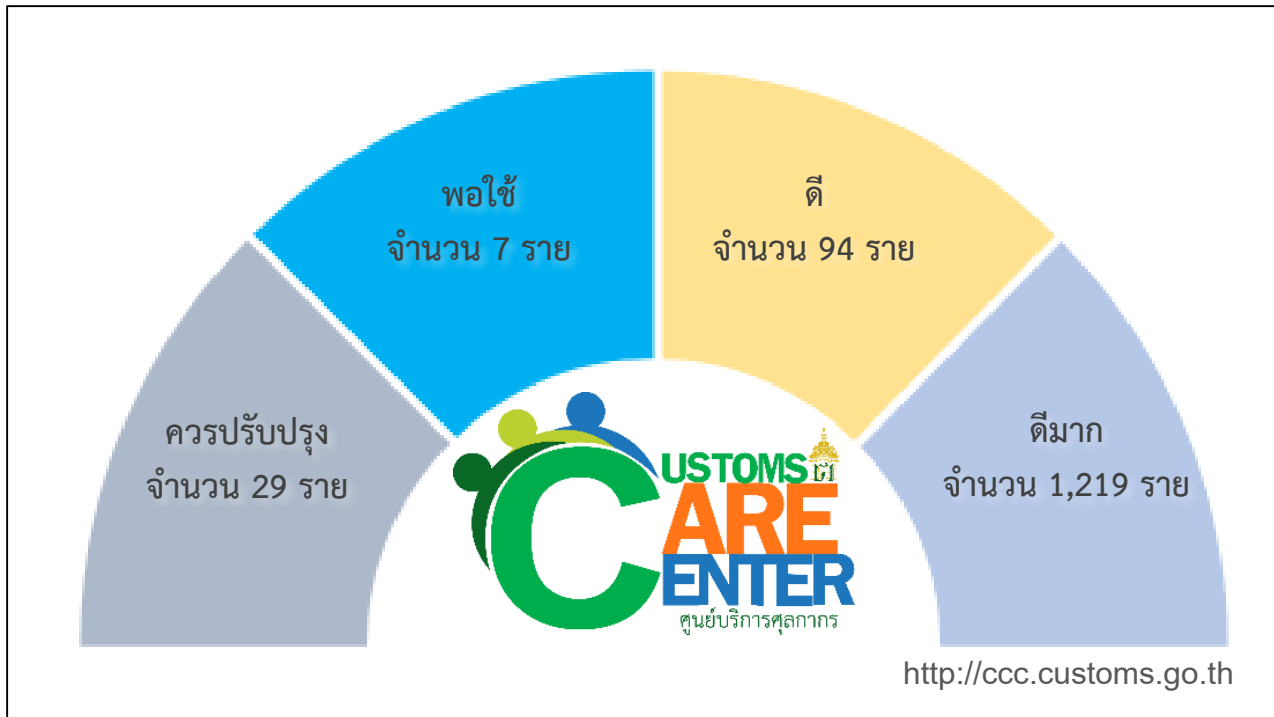 พอใช้
จำนวน 7 ราย
ดี
จำนวน 94 ราย
ควรปรับปรุง
จำนวน 29 ราย
ดีมาก
จำนวน 1,219 ราย
CUSTOMS
CARE
CENTER
ศูนย์บริการศุลกากร
http://ccc.customs.go.th